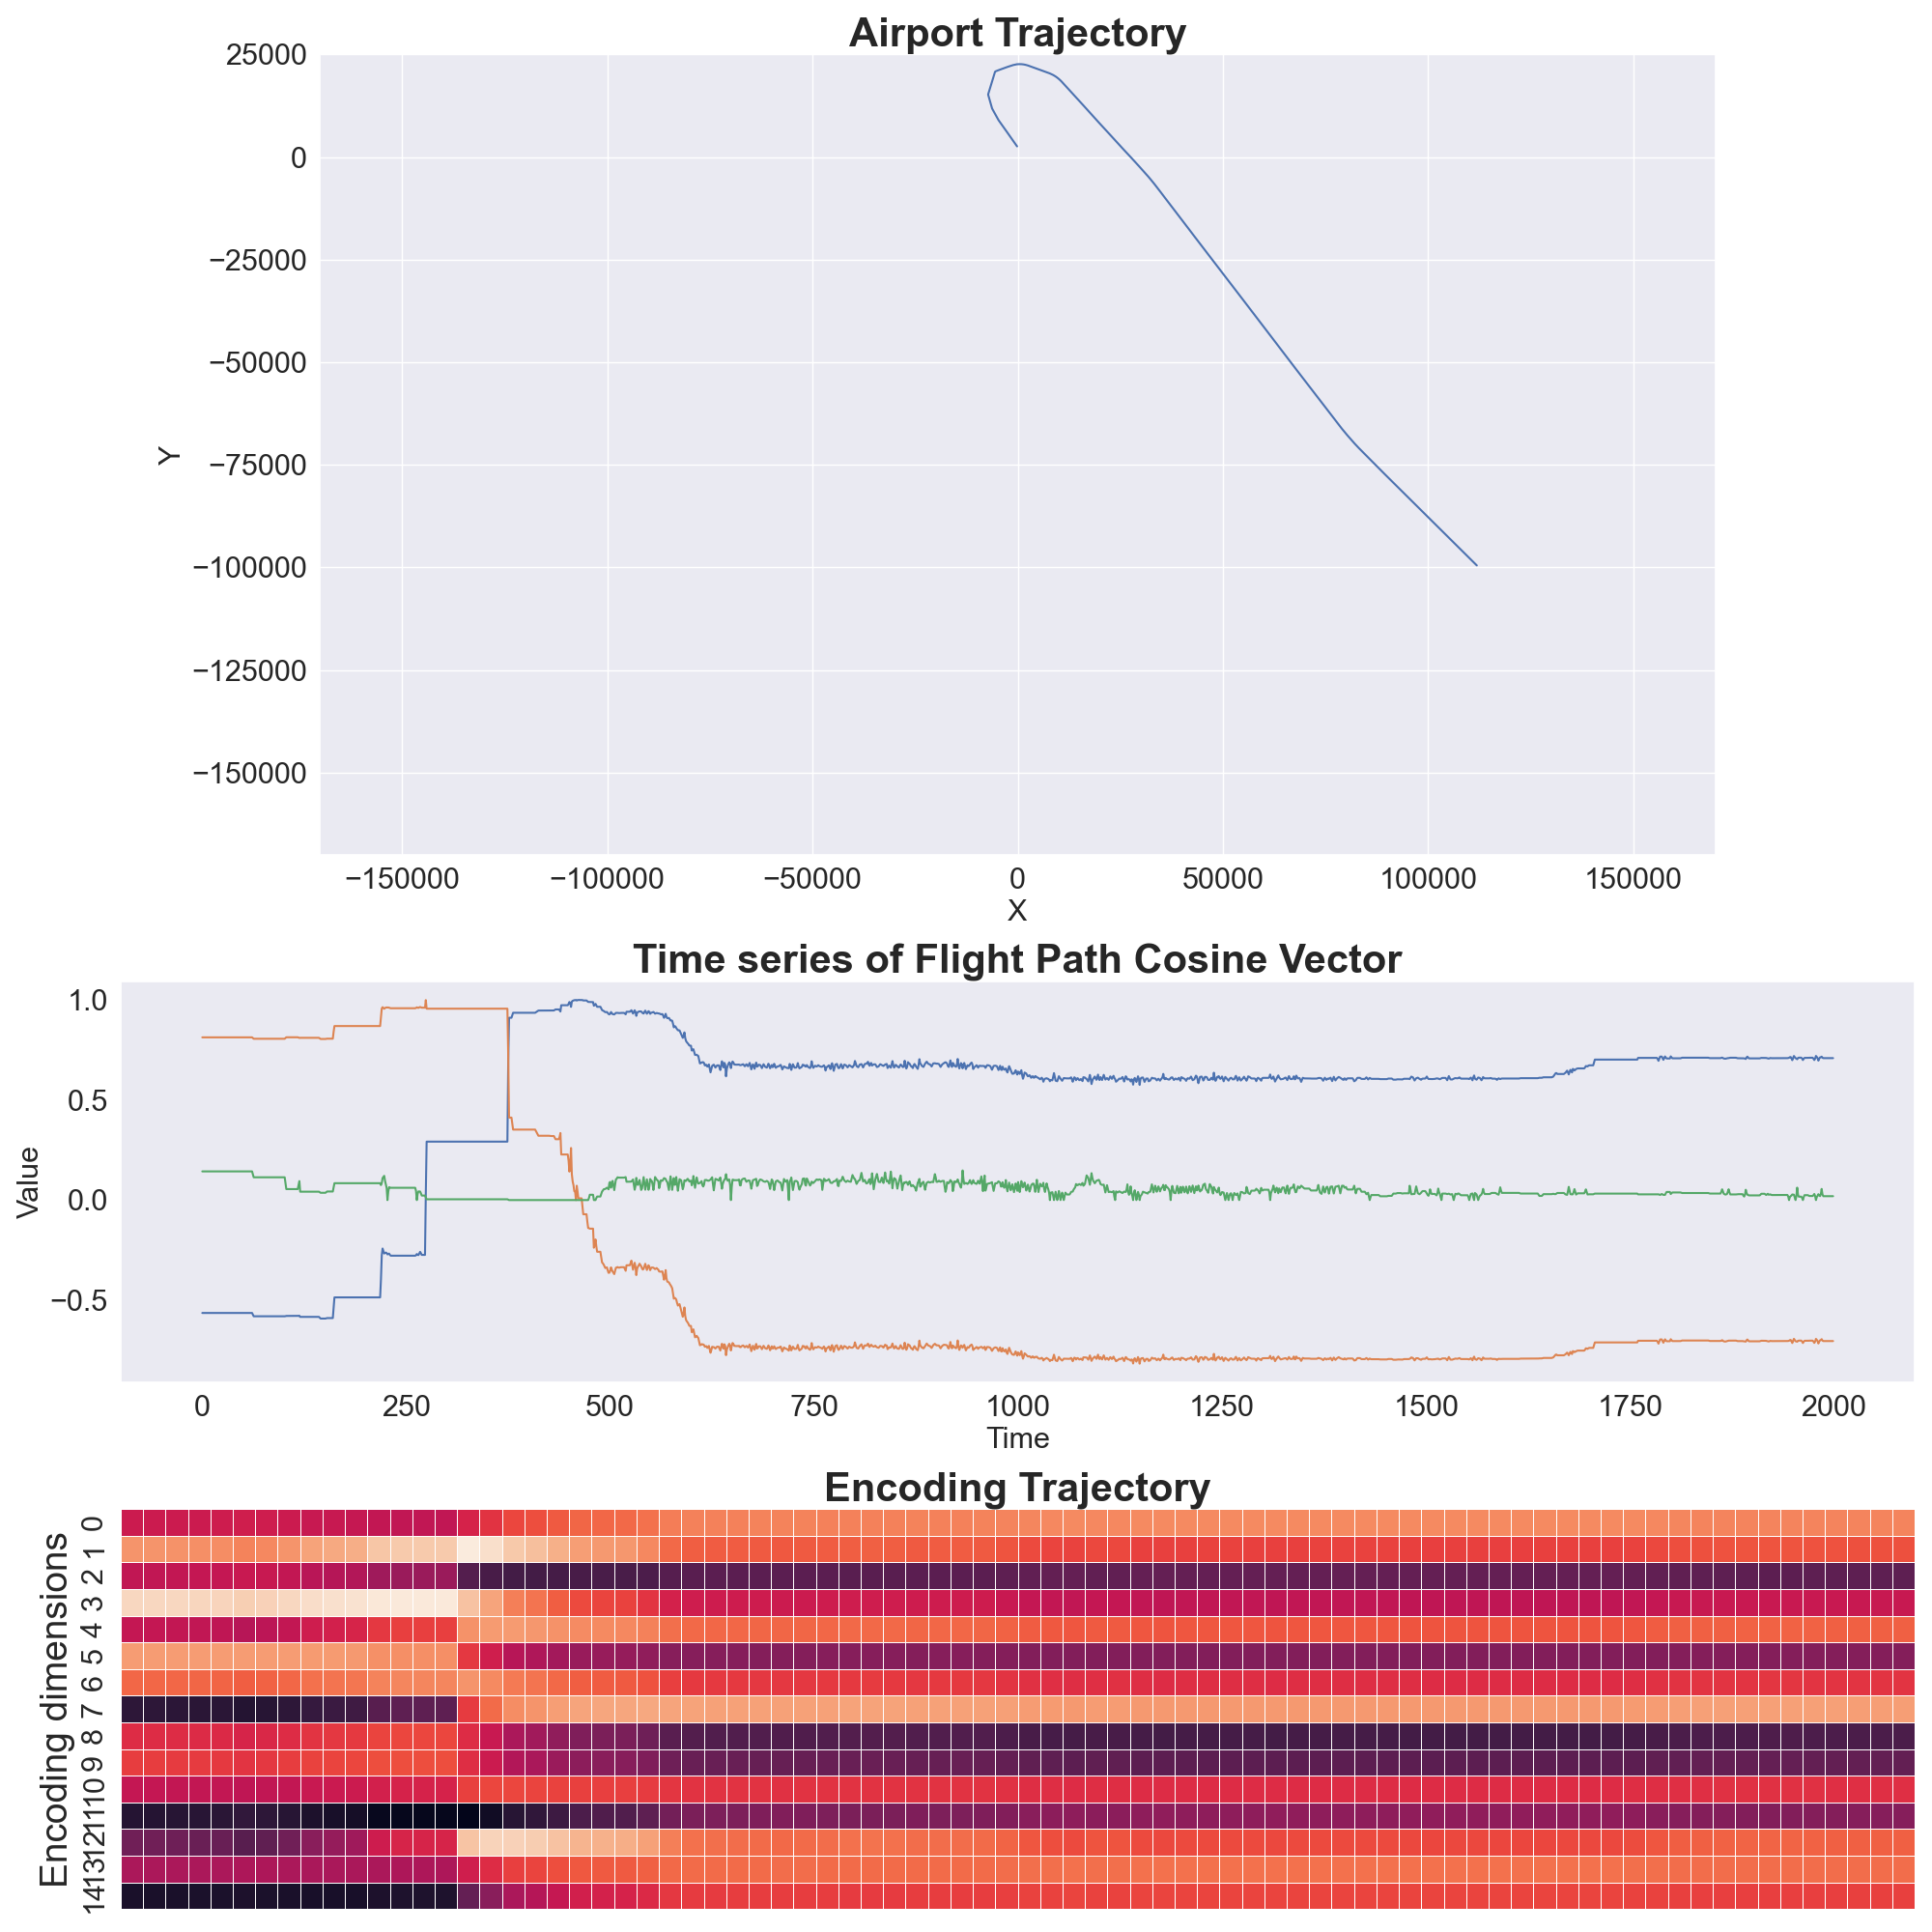 Airport Trajectory
25000
0
−25000
−50000
−75000
−100000
−125000
−150000
Y
−150000 −100000 −50000 0 50000 100000 150000
X
Time series of Flight Path Cosine Vector
1.0
0.5
0.0
−0.5
Value
0 250 500 750 1000 1250 1500 1750 2000
Time
Encoding Trajectory
Encoding dimensions
0
1
2
3
4
5
6
7
8
9
10
11
12
13
14